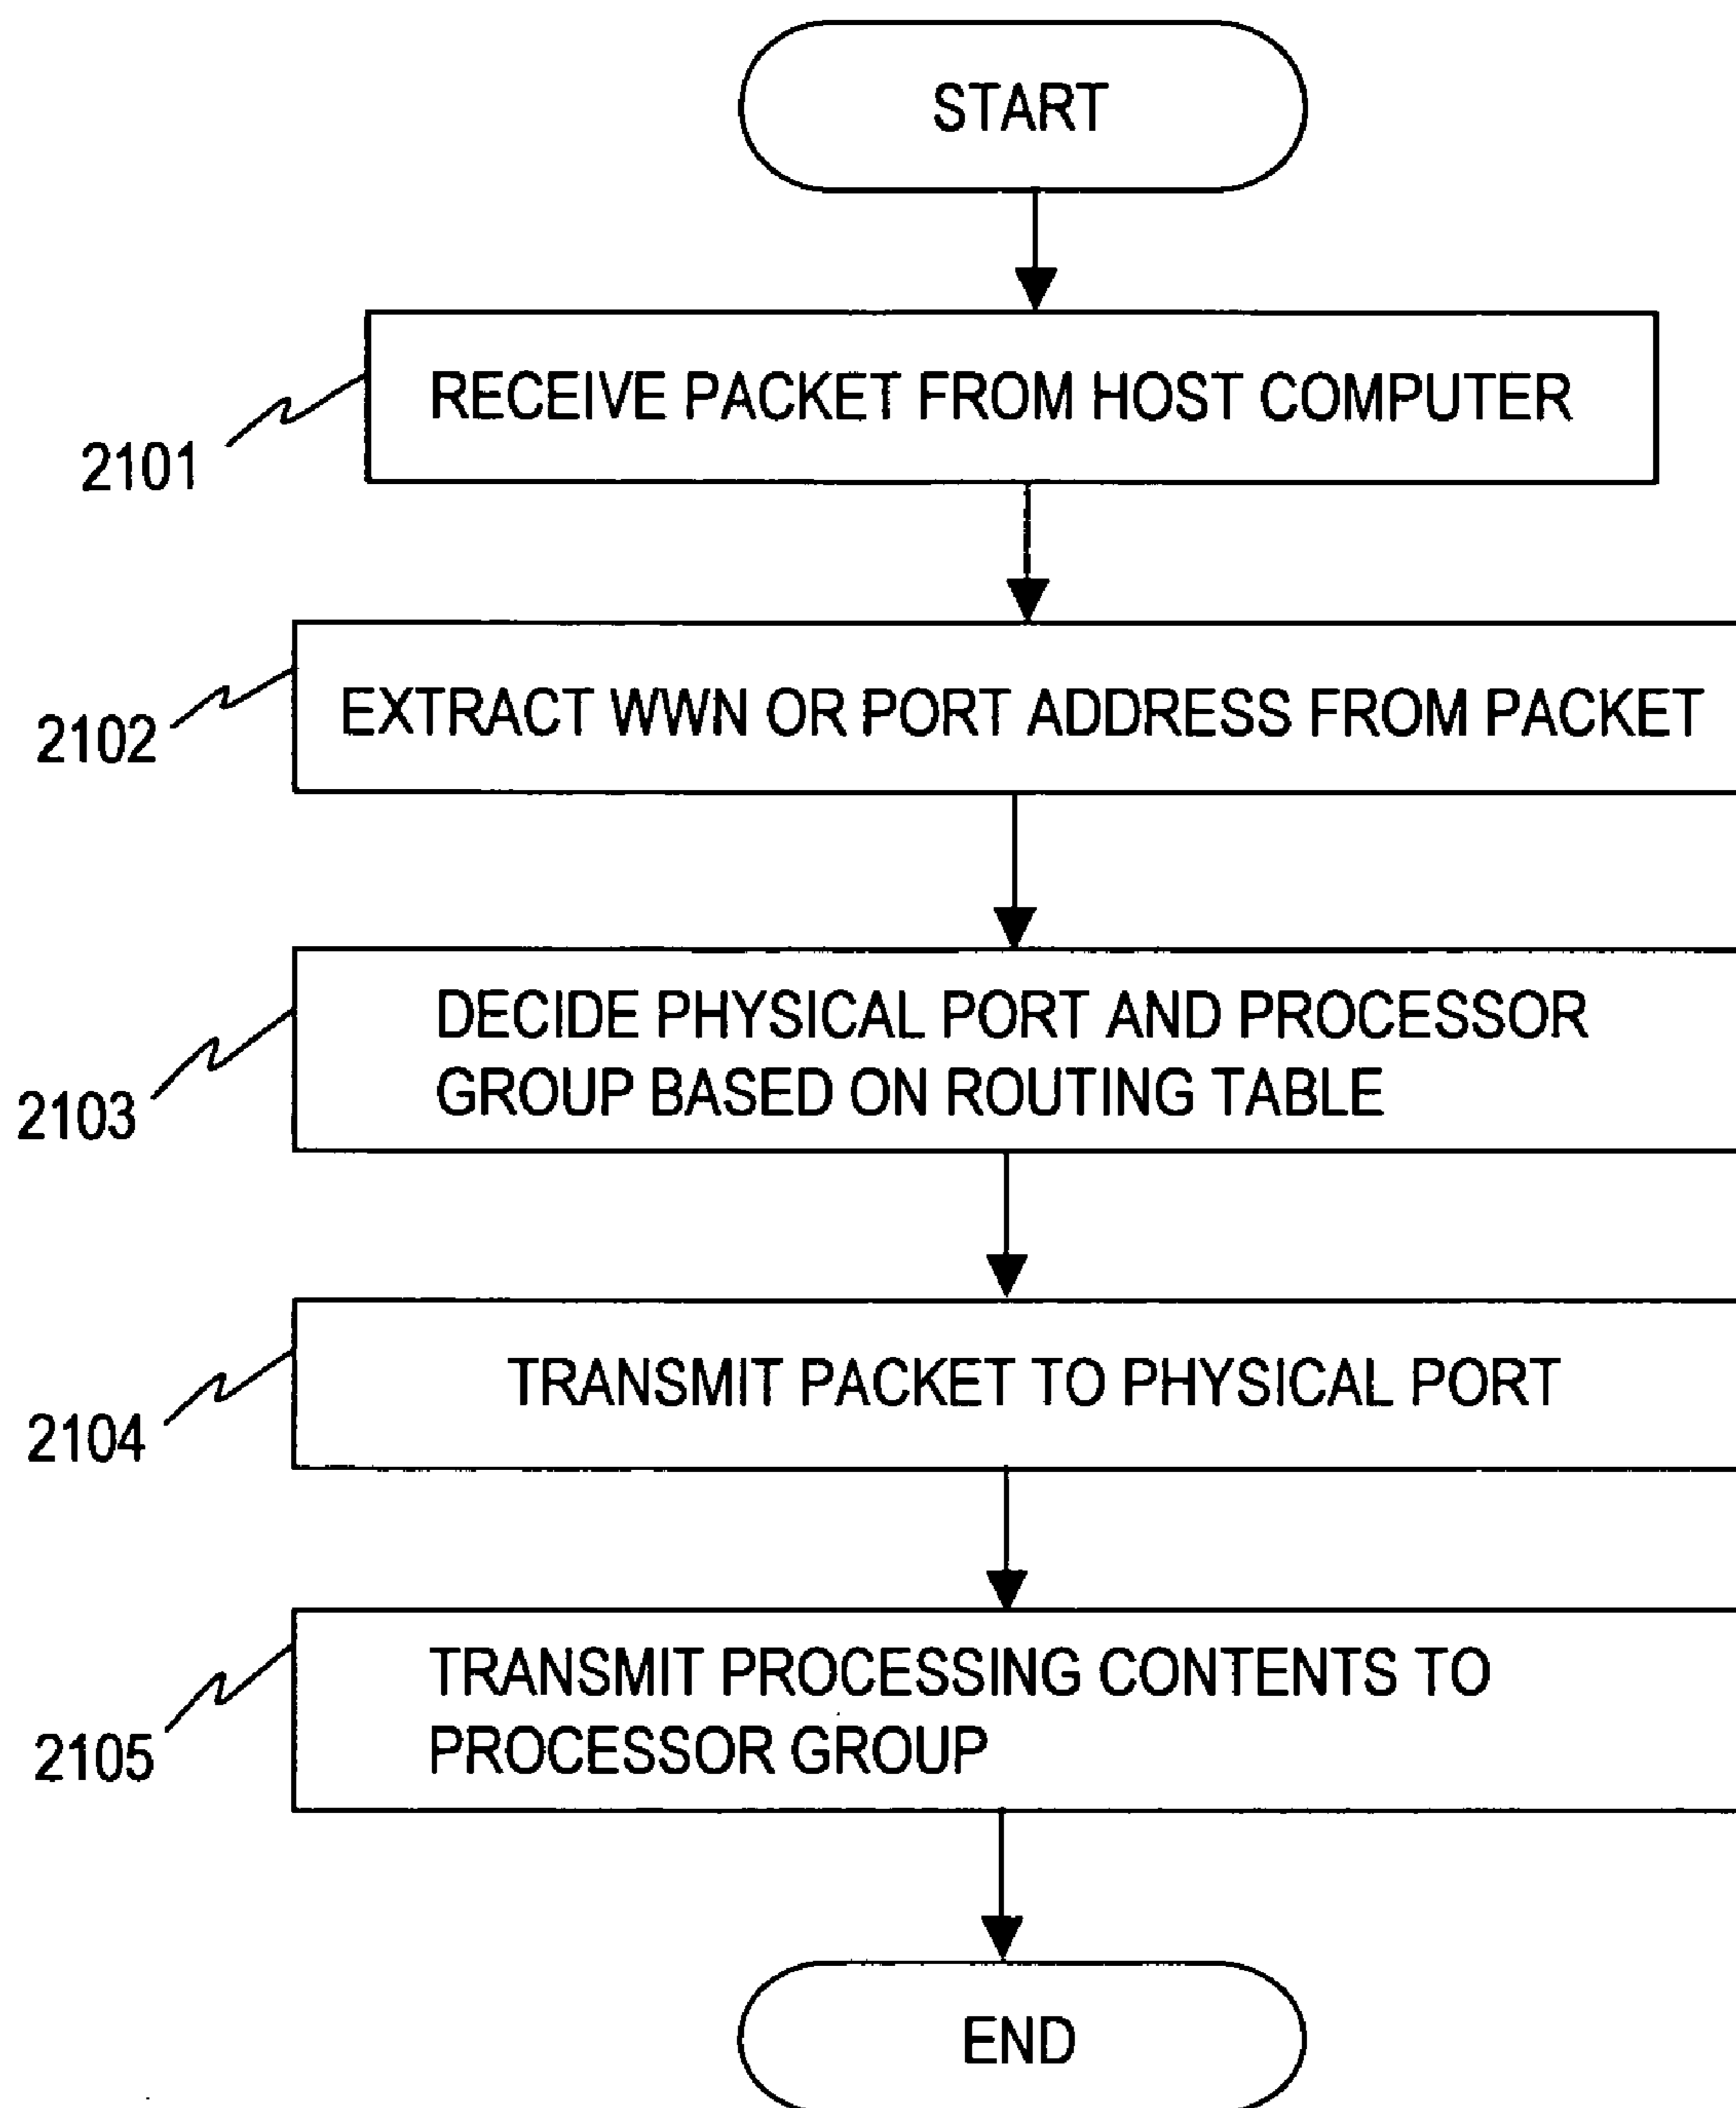 START
RECEIVE PACKET FROM HOST COMPUTER
2101
EXTRACT WWN OR PORT ADDRESS FROM PACKET
2102
DECIDE PHYSICAL PORT AND PROCESSOR
GROUP BASED ON ROUTING TABLE
2103
TRANSMIT PACKET TO PHYSICAL PORT
2104
TRANSMIT PROCESSING CONTENTS TO
PROCESSOR GROUP
2105
END